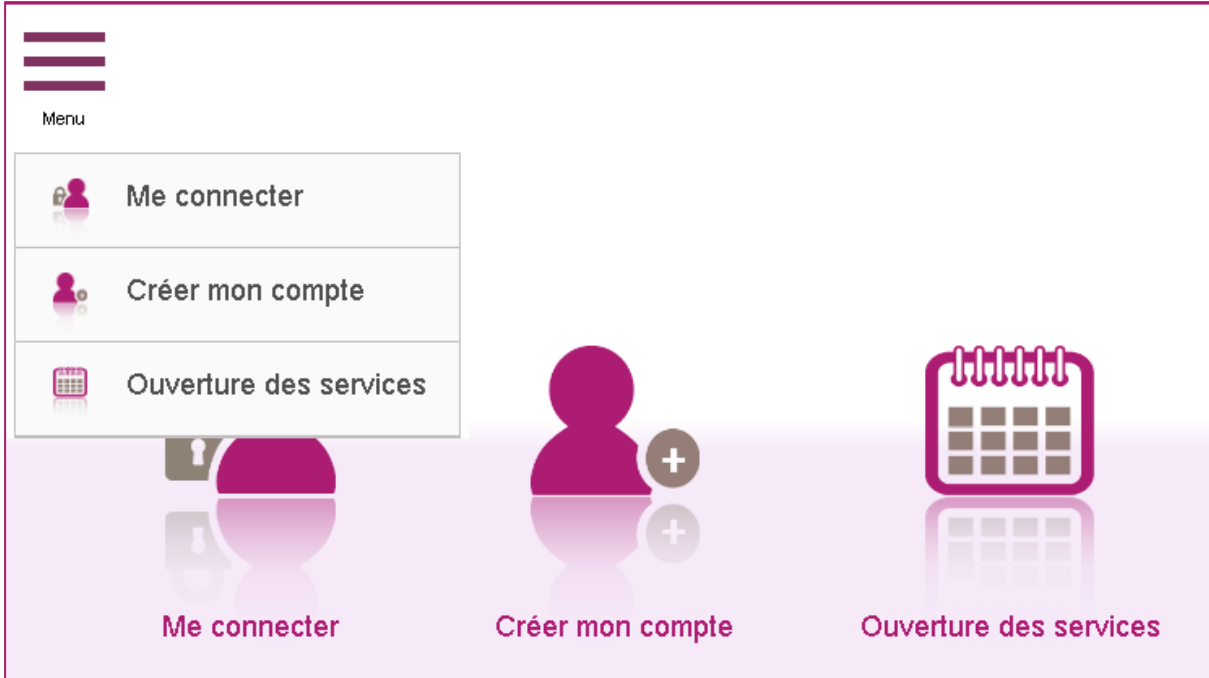 Menu
Me connecter
Créer mon compte
Ouverture des services
Me connecter
Créer mon compte
Ouverture des services